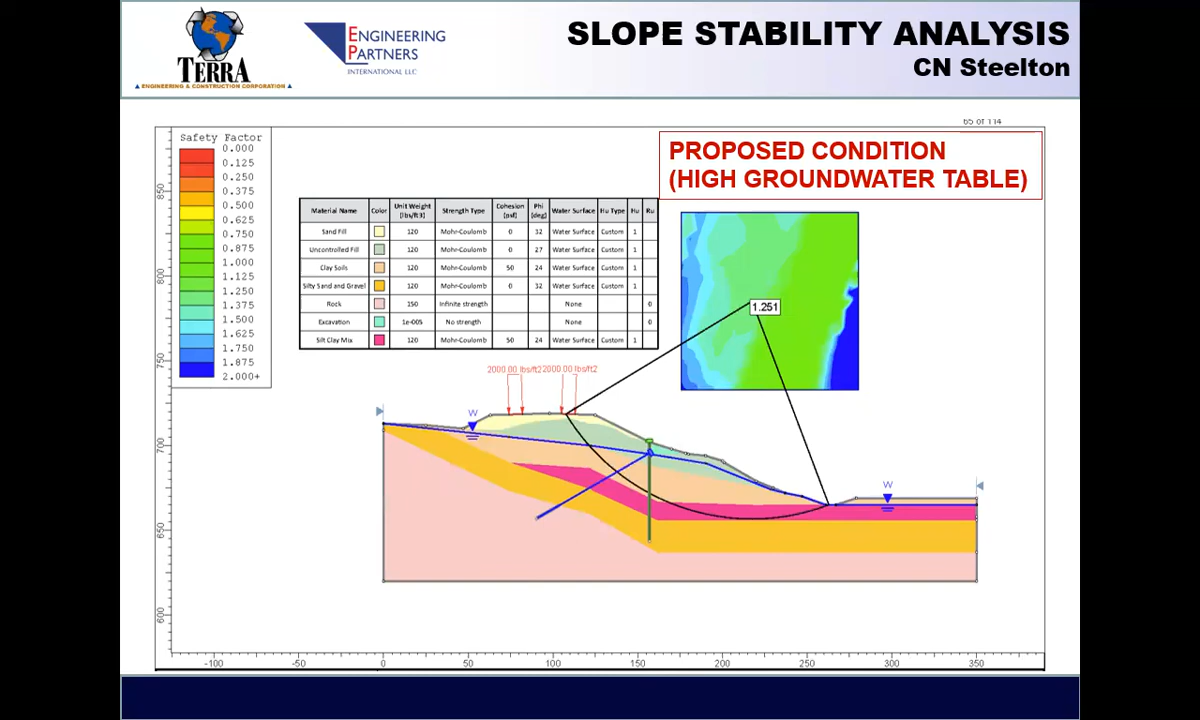 TERRA
ENGINEERING & CONSTRUCTION CORPORATION
ENGINEERING
PARTNERS
INTERNATIONAL LLC
SLOPE STABILITY ANALYSIS
CN Steelton
65 of 114
PROPOSED CONDITION
(HIGH GROUNDWATER TABLE)
Safety Factor
0.000
0.125
0.250
0.375
0.500
0.625
0.750
0.875
1.000
1.125
1.250
1.375
1.500
1.625
1.750
1.875
2.000+
Material Name Color Unit Weight (lbs/ft3) Strength Type Cohesion (psf) Phi (deg) Water Surface Hu Type Hu Ru
Sand Fill 120 Mohr-Coulomb 0 32 Water Surface Custom 1
Uncontrolled Fill 120 Mohr-Coulomb 0 27 Water Surface Custom 1
Clay Soils 120 Mohr-Coulomb 50 24 Water Surface Custom 1
Silty Sand and Gravel 120 Mohr-Coulomb 0 32 Water Surface Custom 1
Rock 150 Infinite strength None 0
Excavation 1e-005 No strength None 0
Silt Clay Mix 120 Mohr-Coulomb 50 24 Water Surface Custom 1
1.251
2000.00 lbs/ft2 2000.00 lbs/ft2
W
W
850
800
750
700
650
600
-100 -50 0 50 100 150 200 250 300 350